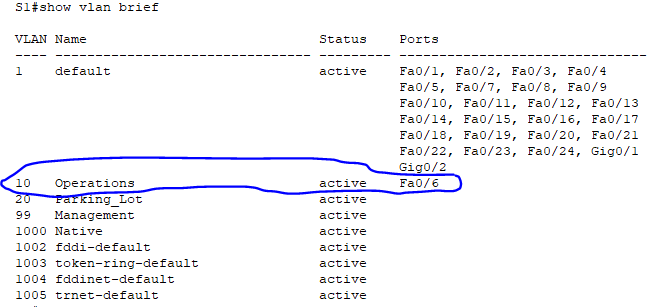 S1#show vlan brief
VLAN Name Status Ports
---- -------------------------------- --------- -------------------------------
1 default active Fa0/1, Fa0/2, Fa0/3, Fa0/4
Fa0/5, Fa0/7, Fa0/8, Fa0/9
Fa0/10, Fa0/11, Fa0/12, Fa0/13
Fa0/14, Fa0/15, Fa0/16, Fa0/17
Fa0/18, Fa0/19, Fa0/20, Fa0/21
Fa0/22, Fa0/23, Fa0/24, Gig0/1
Gig0/2
10 Operations active Fa0/6
20 Parking_Lot active
99 Management active
1000 Native active
1002 fddi-default active
1003 token-ring-default active
1004 fddinet-default active
1005 trnet-default active